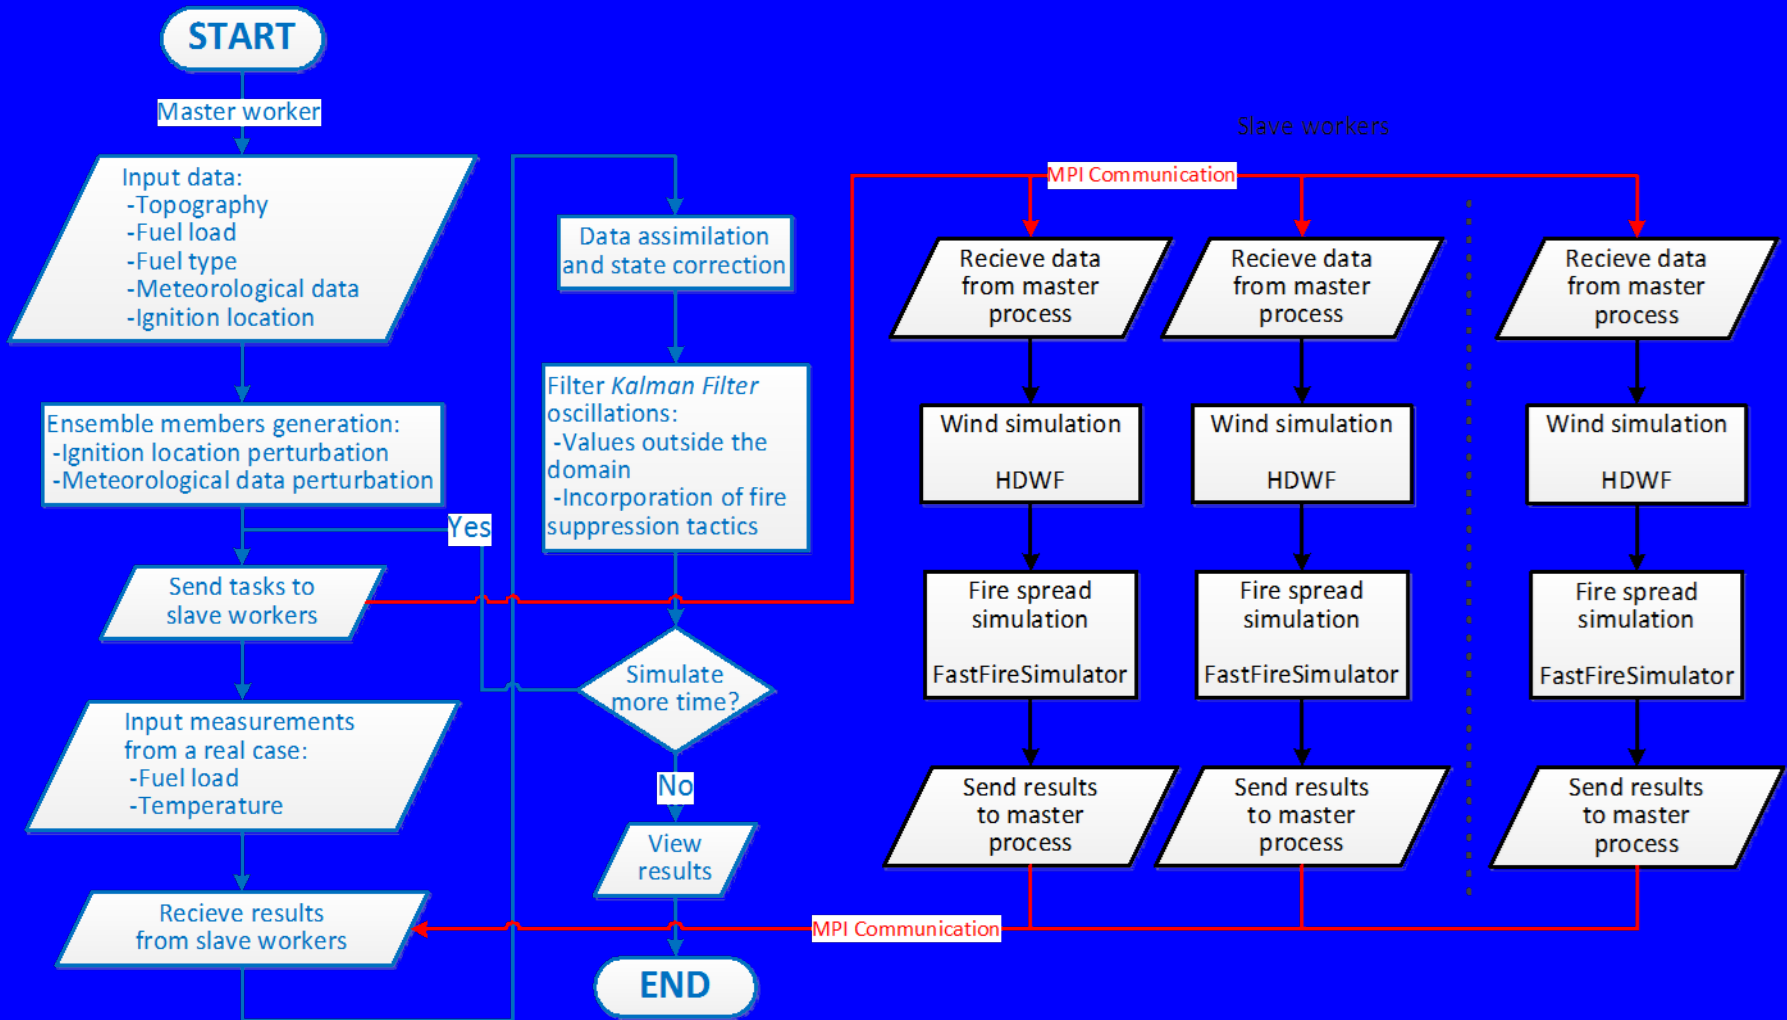 START
Master worker
Input data:
-Topography
-Fuel load
-Fuel type
-Meteorological data
-Ignition location
Ensemble members generation:
-Ignition location perturbation
-Meteorological data perturbation
Yes
Send tasks to
slave workers
Input measurements
from a real case:
-Fuel load
-Temperature
Recieve results
from slave workers
Data assimilation
and state correction
Filter Kalman Filter
oscillations:
-Values outside the
domain
-Incorporation of fire
suppression tactics
Simulate
more time?
No
View
results
END
Slave workers
MPI Communication
Recieve data
from master
process
Wind simulation
HDWF
Fire spread
simulation
FastFireSimulator
Send results
to master
process
Recieve data
from master
process
Wind simulation
HDWF
Fire spread
simulation
FastFireSimulator
Send results
to master
process
Recieve data
from master
process
Wind simulation
HDWF
Fire spread
simulation
FastFireSimulator
Send results
to master
process
MPI Communication